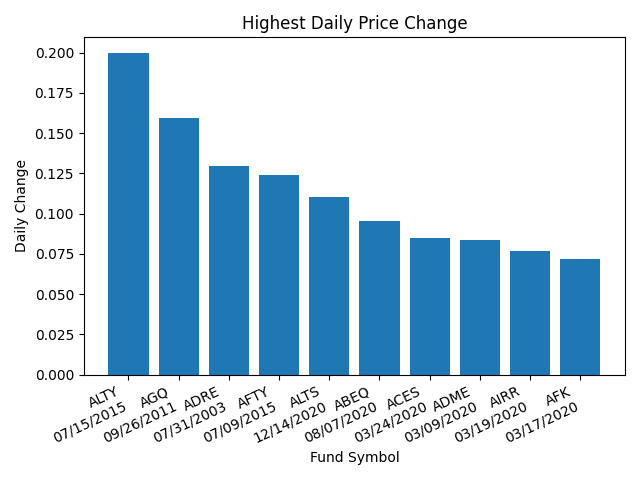 Highest Daily Price Change
Daily Change
0.200
0.175
0.150
0.125
0.100
0.075
0.050
0.025
0.000
ALTY
07/15/2015
AGQ
09/26/2011
ADRE
07/31/2003
AFTY
07/09/2015
ALTS
12/14/2020
ABEQ
08/07/2020
ACES
03/24/2020
ADME
03/09/2020
AIRR
03/19/2020
AFK
03/17/2020
Fund Symbol